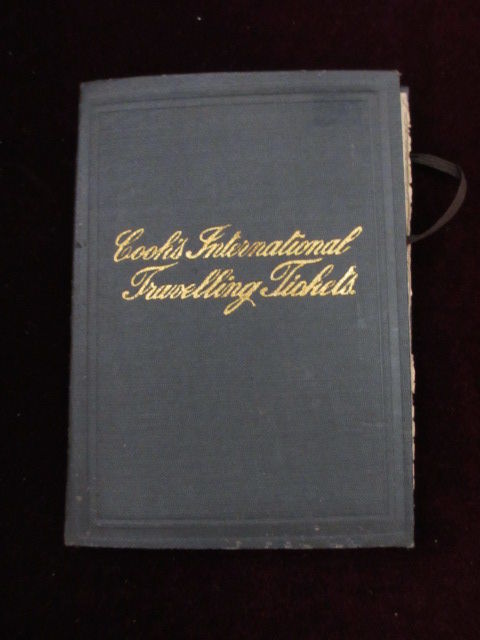 Cook's International
Travelling Tickets.